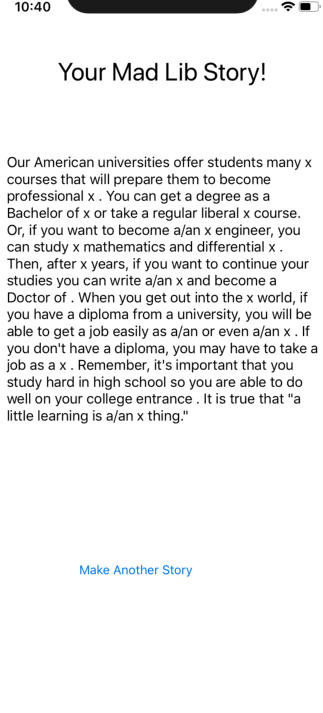 10:40
Your Mad Lib Story!
Our American universities offer students many x
courses that will prepare them to become
professional x . You can get a degree as a
Bachelor of x or take a regular liberal x course.
Or, if you want to become a/an x engineer, you
can study x mathematics and differential x .
Then, after x years, if you want to continue your
studies you can write a/an x and become a
Doctor of . When you get out into the x world, if
you have a diploma from a university, you will be
able to get a job easily as a/an or even a/an x . If
you don't have a diploma, you may have to take a
job as a x . Remember, it's important that you
study hard in high school so you are able to do
well on your college entrance . It is true that "a
little learning is a/an x thing."
Make Another Story